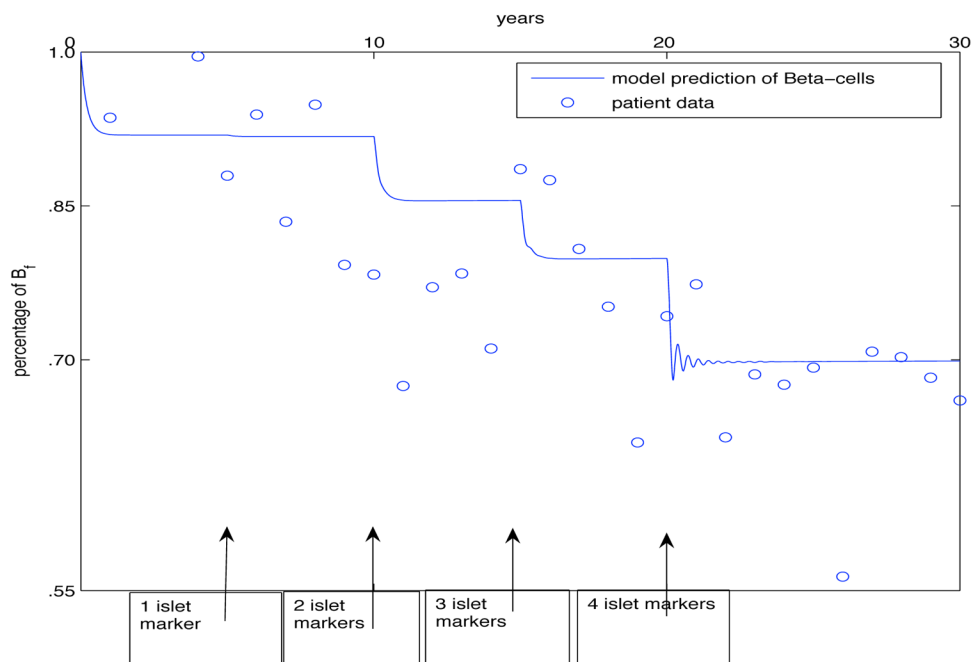 years
0
10
20
30
1.0
.85
.70
.55
percentage of B_f
model prediction of Beta-cells
patient data
1 islet
marker
2 islet
markers
3 islet
markers
4 islet markers